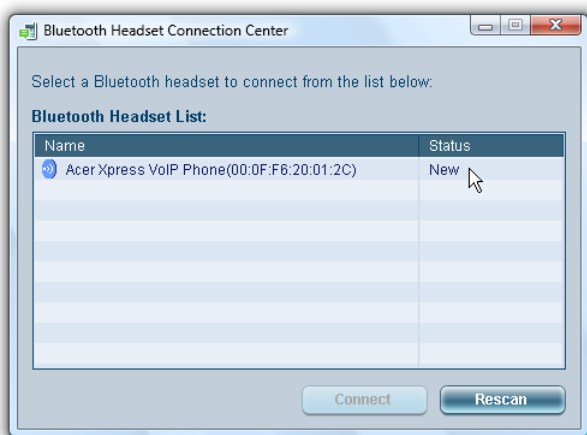 Bluetooth Headset Connection Center
Select a Bluetooth headset to connect from the list below:
Bluetooth Headset List:
Name Status
Acer Xpress VoIP Phone(00:0F:F6:20:01:2C) New
Connect Rescan